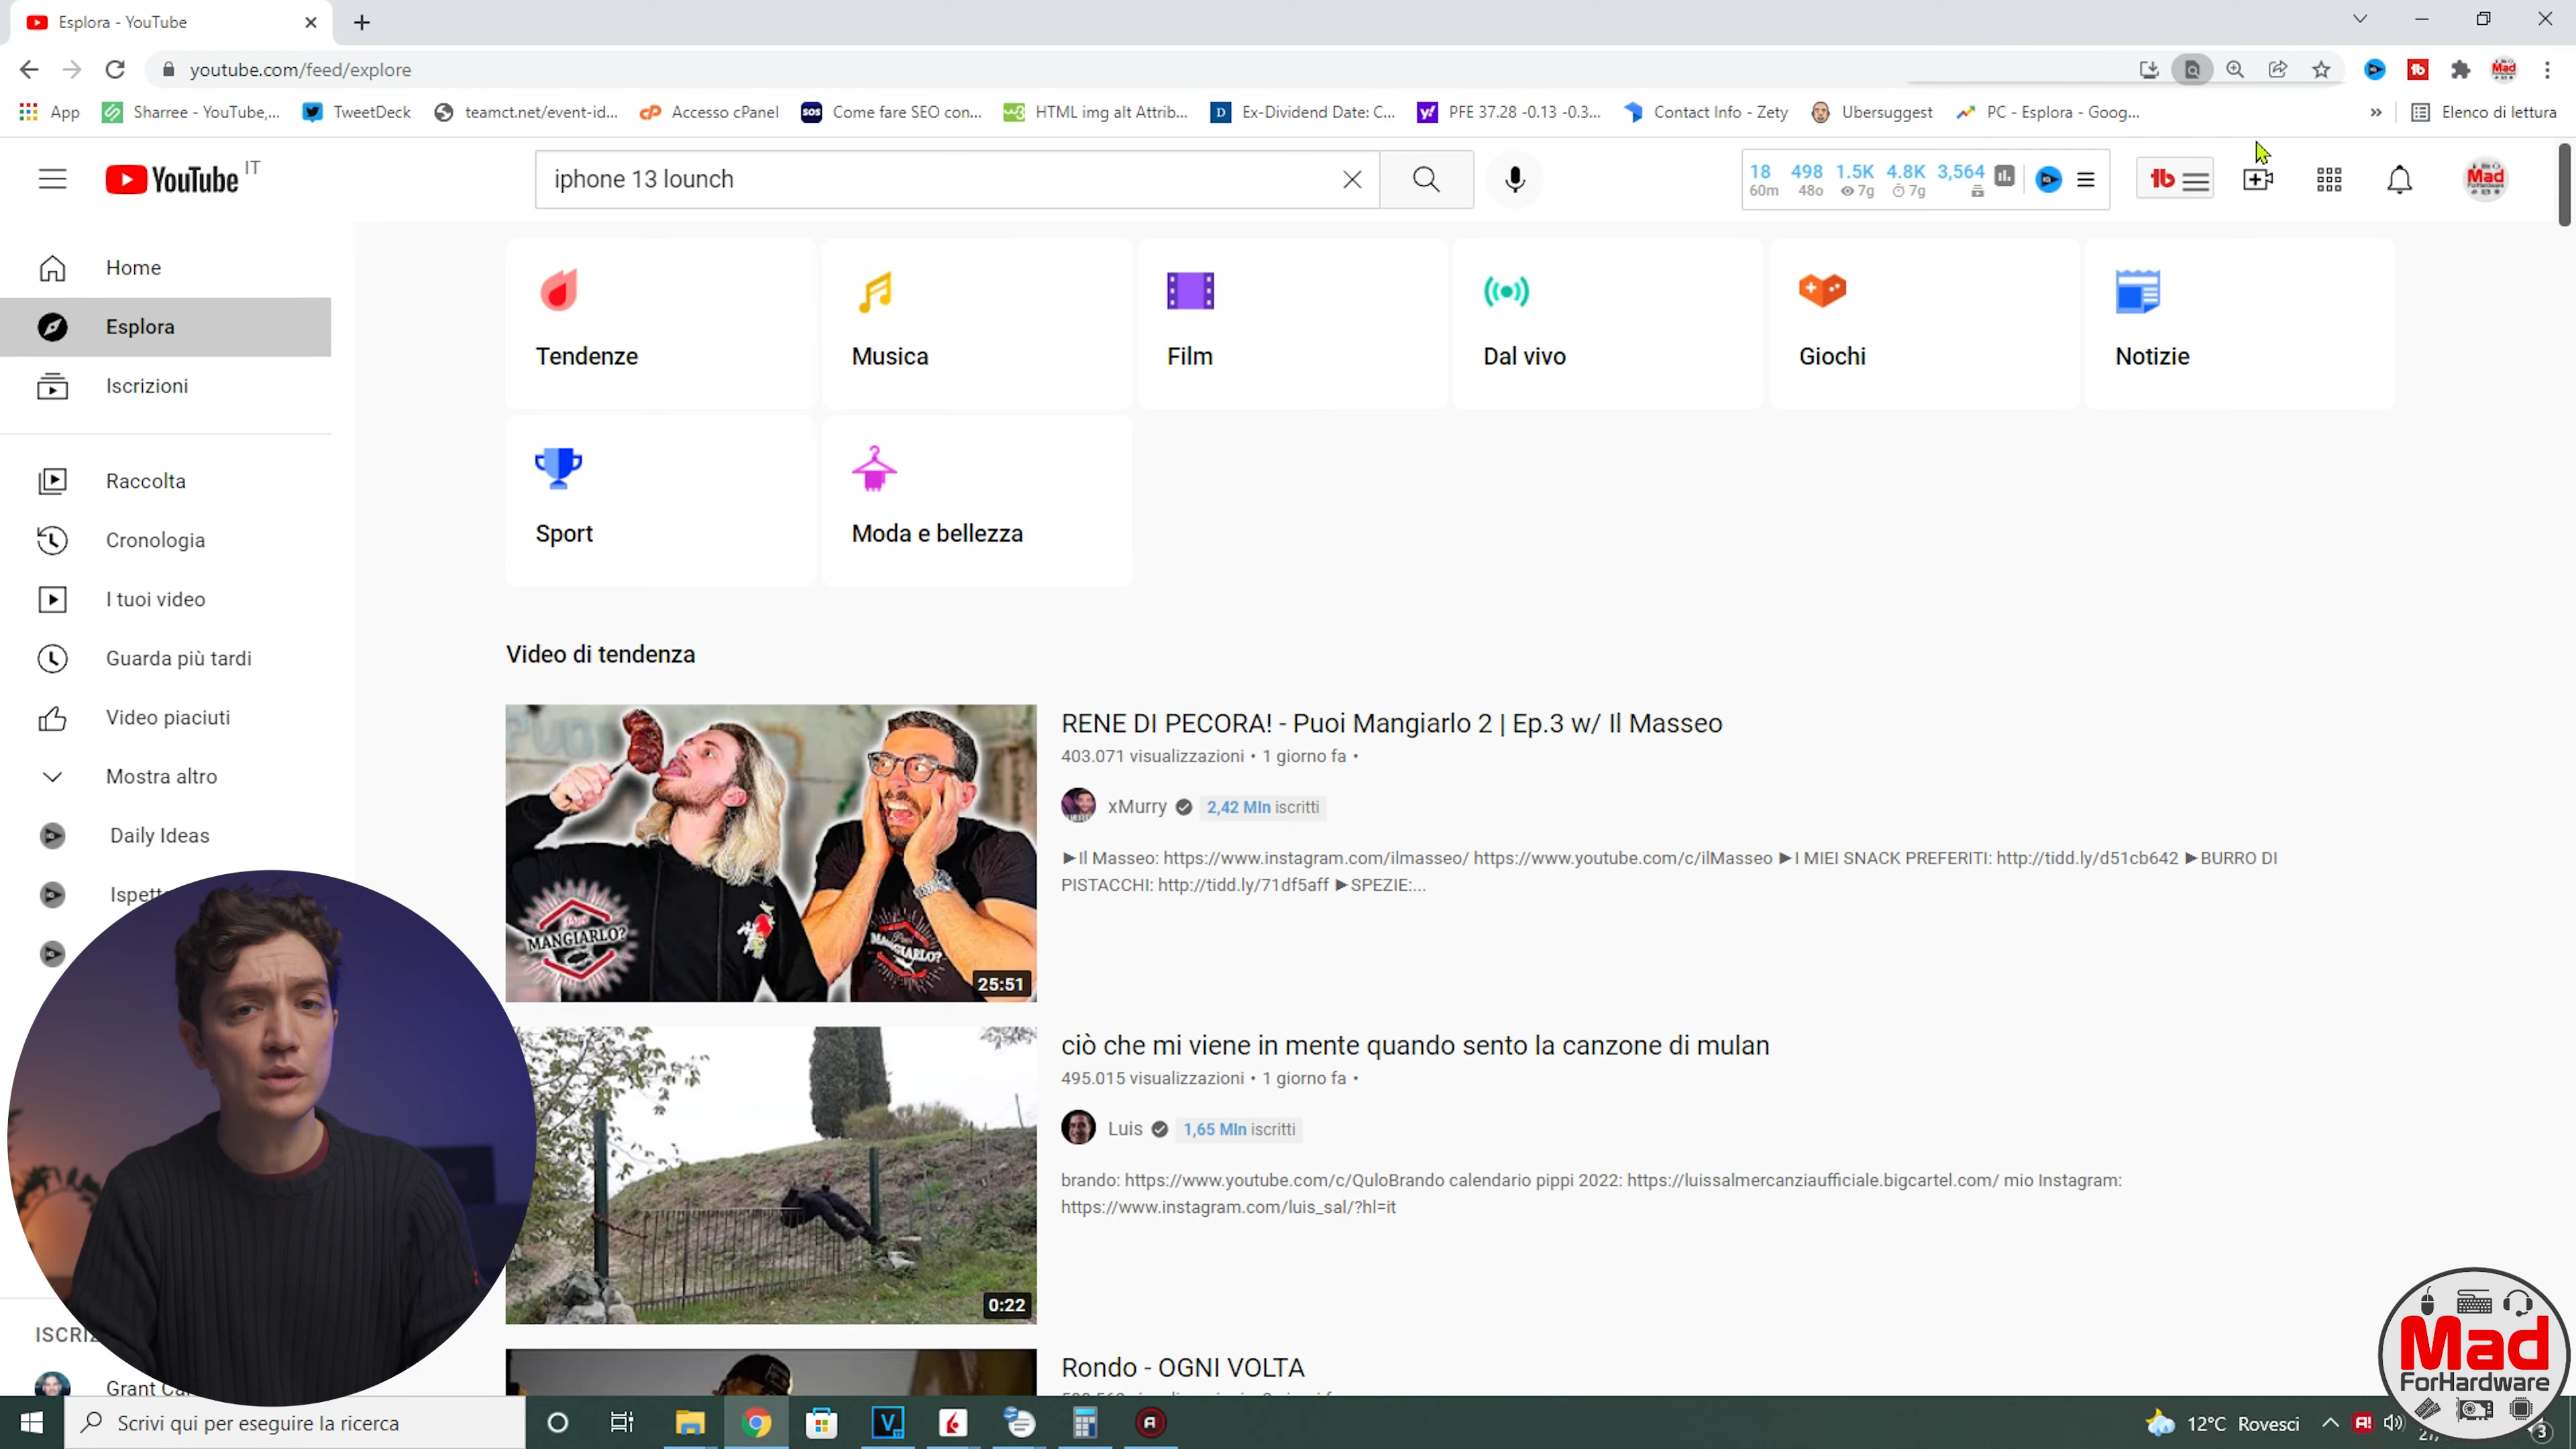 Esplora - YouTube
youtube.com/feed/explore
App Sharree - YouTube,... TweetDeck teamct.net/event-id... Accesso cPanel Come fare SEO con... HTML img alt Attrib... Ex-Dividend Date: C... PFE 37.28 -0.13 -0.3... Contact Info - Zety Ubersuggest PC - Esplora - Goog... » Elenco di lettura
YouTube IT
iphone 13 lounch
18 498 1.5K 4.8K 3,564
60m 48o 7g 7g
Home
Esplora
Iscrizioni
Raccolta
Cronologia
I tuoi video
Guarda più tardi
Video piaciuti
Mostra altro
Daily Ideas
Ispetto
Grant Ca
Tendenze
Musica
Film
Dal vivo
Giochi
Notizie
Sport
Moda e bellezza
Video di tendenza
MANGIARLO?
MANGIARLO?
25:51
RENE DI PECORA! - Puoi Mangiarlo 2 | Ep.3 w/ Il Masseo
403.071 visualizzazioni • 1 giorno fa •
xMurry 2,42 Mln iscritti
►Il Masseo: https://www.instagram.com/ilmasseo/ https://www.youtube.com/c/ilMasseo ►I MIEI SNACK PREFERITI: http://tidd.ly/d51cb642 ►BURRO DI
PISTACCHI: http://tidd.ly/71df5aff ►SPEZIE:...
0:22
ciò che mi viene in mente quando sento la canzone di mulan
495.015 visualizzazioni • 1 giorno fa •
Luis 1,65 Mln iscritti
brando: https://www.youtube.com/c/QuloBrando calendario pippi 2022: https://luissalmercanziaufficiale.bigcartel.com/ mio Instagram:
https://www.instagram.com/luis_sal/?hl=it
Rondo - OGNI VOLTA
Mad
ForHardware
Scrivi qui per eseguire la ricerca
12°C Rovesci